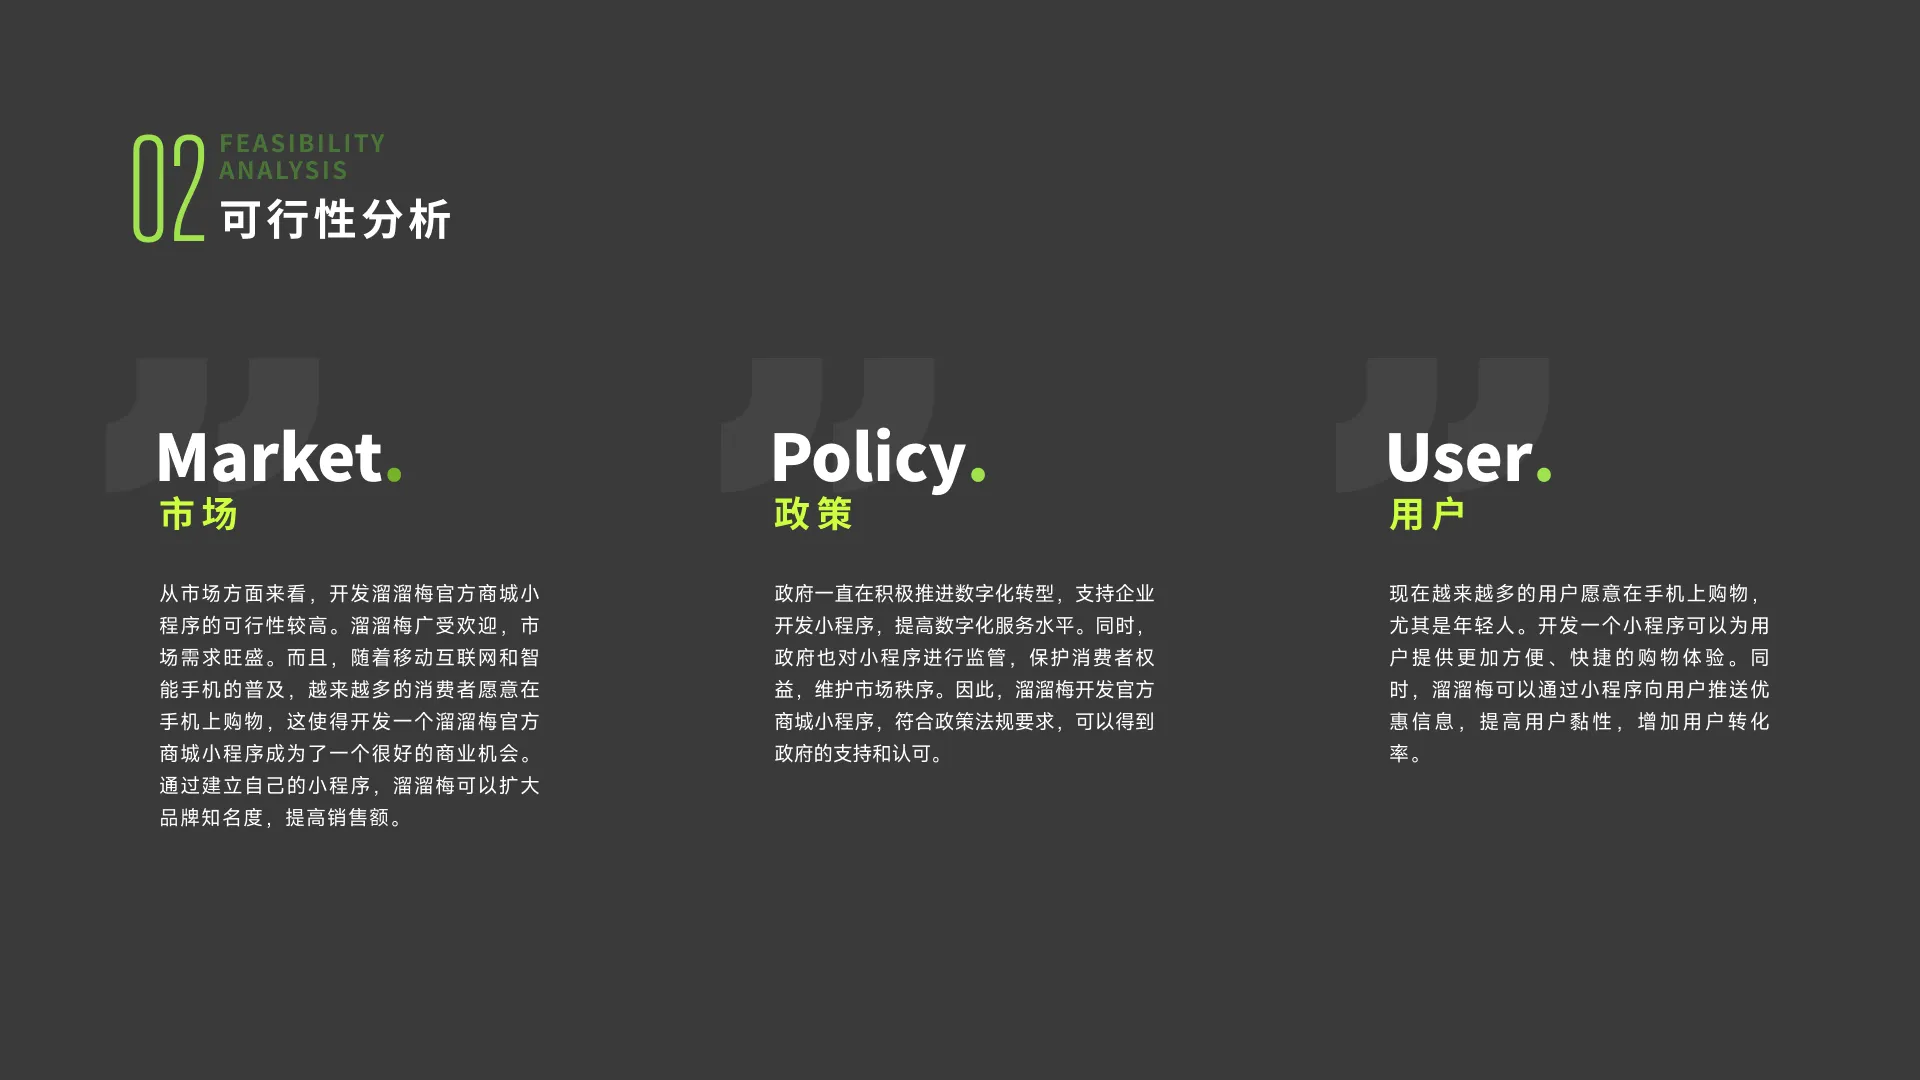 02
FEASIBILITY
ANALYSIS
可行性分析
Market.
市场
从市场方面来看，开发溜溜梅官方商城小
程序的可行性较高。溜溜梅广受欢迎，市
场需求旺盛。而且，随着移动互联网和智
能手机的普及，越来越多的消费者愿意在
手机上购物，这使得开发一个溜溜梅官方
商城小程序成为了一个很好的商业机会。
通过建立自己的小程序，溜溜梅可以扩大
品牌知名度，提高销售额。
Policy.
政策
政府一直在积极推进数字化转型，支持企业
开发小程序，提高数字化服务水平。同时，
政府也对小程序进行监管，保护消费者权
益，维护市场秩序。因此，溜溜梅开发官方
商城小程序，符合政策法规要求，可以得到
政府的支持和认可。
User.
用户
现在越来越多的用户愿意在手机上购物，
尤其是年轻人。开发一个小程序可以为用
户提供更加方便、快捷的购物体验。同
时，溜溜梅可以通过小程序向用户推送优
惠信息，提高用户黏性，增加用户转化
率。